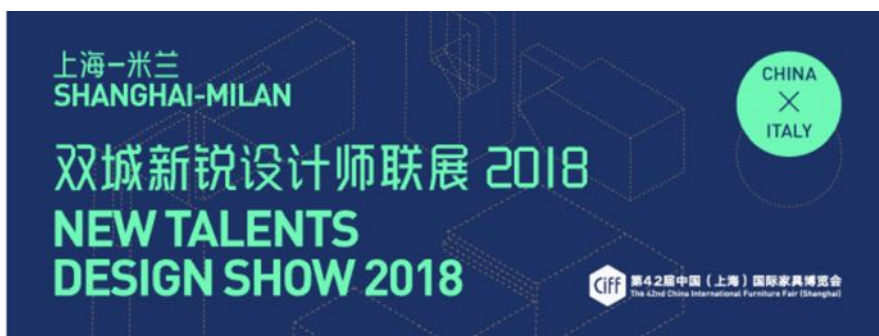 上海-米兰
SHANGHAI-MILAN
双城新锐设计师联展 2018
NEW TALENTS
DESIGN SHOW 2018
CHINA
×
ITALY
CiFF
第42届中国（上海）国际家具博览会
The 42nd China International Furniture Fair (Shanghai)